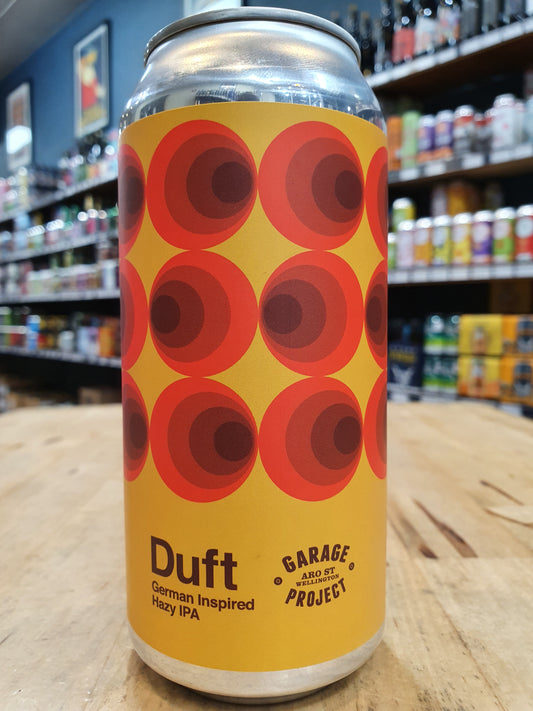 Duft
German Inspired
Hazy IPA
GARAGE
ARO ST
WELLINGTON
PROJECT